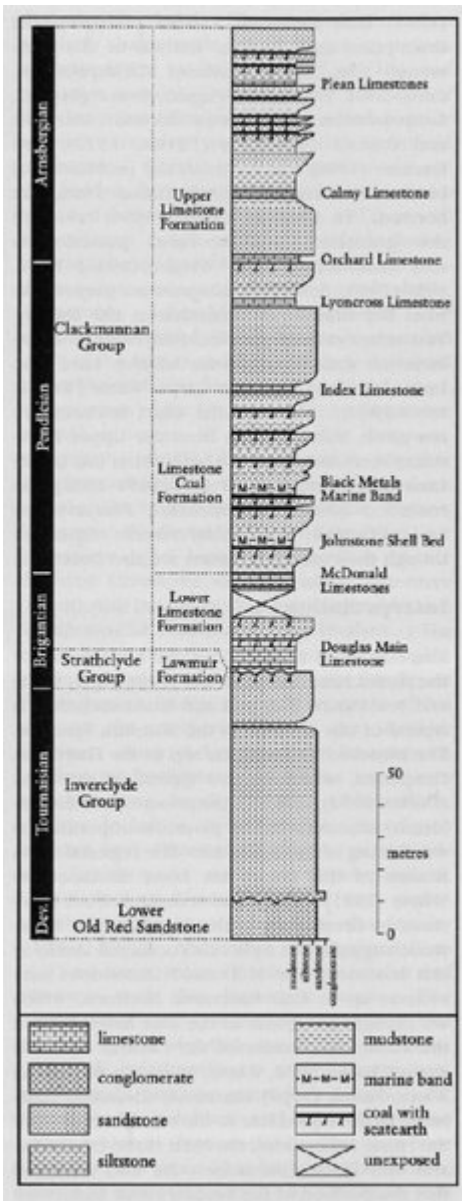 Arnsbergian
Pendleian
Brigantian
Tournaisian
Dev.
Plean Limestones
Calmy Limestone
Upper
Limestone
Formation
Orchard Limestone
Lyoncross Limestone
Clackmannan
Group
Index Limestone
Limestone
Coal
Formation
Black Metals
Marine Band
Johnstone Shell Bed
McDonald
Limestones
Lower
Limestone
Formation
Douglas Main
Limestone
Strathclyde
Group
Lawmuir
Formation
Inverclyde
Group
Lower
Old Red Sandstone
50
metres
0
mudstone
siltstone
sandstone
conglomerate
limestone
conglomerate
sandstone
siltstone
mudstone
M M M marine band
coal with
seatearth
unexposed